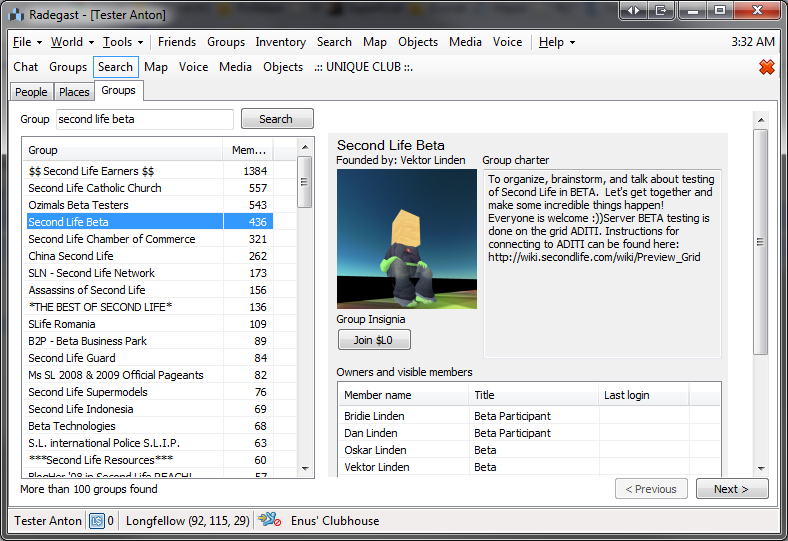 Radegast - [Tester Anton]
File World Tools Friends Groups Inventory Search Map Objects Media Voice Help 3:32 AM
Chat Groups Search Map Voice Media Objects .:: UNIQUE CLUB ::.
People Places Groups
Group second life beta Search
Group Mem...
$$ Second Life Earners $$ 1384
Second Life Catholic Church 557
Ozimals Beta Testers 543
Second Life Beta 436
Second Life Chamber of Commerce 321
China Second Life 262
SLN - Second Life Network 173
Assassins of Second Life 156
*THE BEST OF SECOND LIFE* 136
SLife Romania 109
B2P - Beta Business Park 89
Second Life Guard 84
Ms SL 2008 & 2009 Official Pageants 82
Second Life Supermodels 76
Second Life Indonesia 69
Beta Technologies 68
S.L. international Police S.L.I.P. 63
***Second Life Resources*** 60
BlogHer '08 in Second Life REACH! 57
More than 100 groups found
Second Life Beta
Founded by: Vektor Linden
Group Insignia
Join $L0
Group charter
To organize, brainstorm, and talk about testing
of Second Life in BETA. Let's get together and
make some incredible things happen!
Everyone is welcome :))Server BETA testing is
done on the grid ADITI. Instructions for
connecting to ADITI can be found here:
http://wiki.secondlife.com/wiki/Preview_Grid
Owners and visible members
Member name Title Last login
Bridie Linden Beta Participant
Dan Linden Beta Participant
Oskar Linden Beta
Vektor Linden Beta
< Previous Next >
Tester Anton 0 Longfellow (92, 115, 29) Enus' Clubhouse